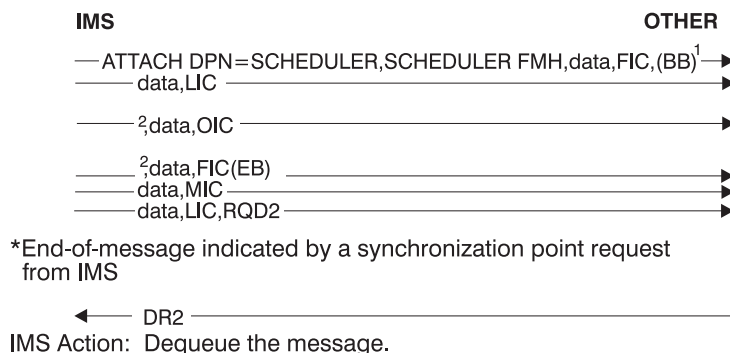 IMS OTHER
ATTACH DPN=SCHEDULER,SCHEDULER FMH,data,FIC,(BB)1
data,LIC
2,data,OIC
2,data,FIC(EB)
data,MIC
data,LIC,RQD2
*End-of-message indicated by a synchronization point request
from IMS
DR2
IMS Action: Dequeue the message.